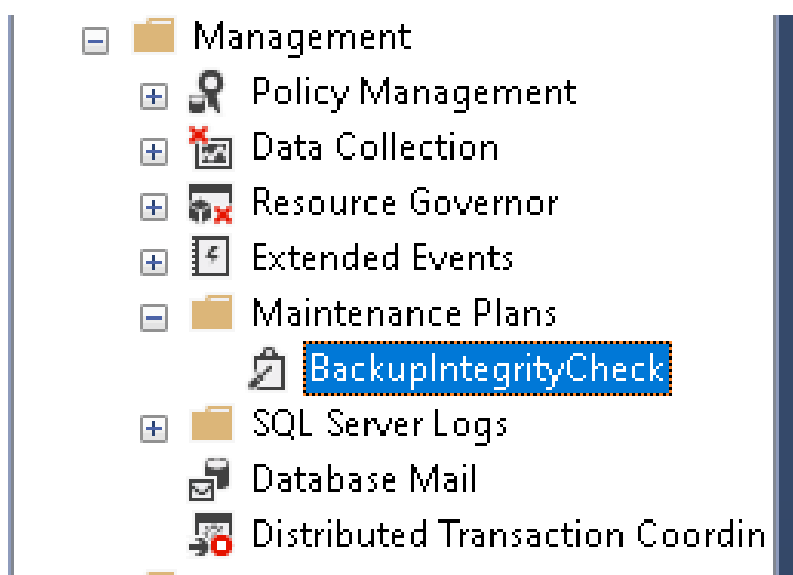 Management
Policy Management
Data Collection
Resource Governor
Extended Events
Maintenance Plans
BackupIntegrityCheck
SQL Server Logs
Database Mail
Distributed Transaction Coordin